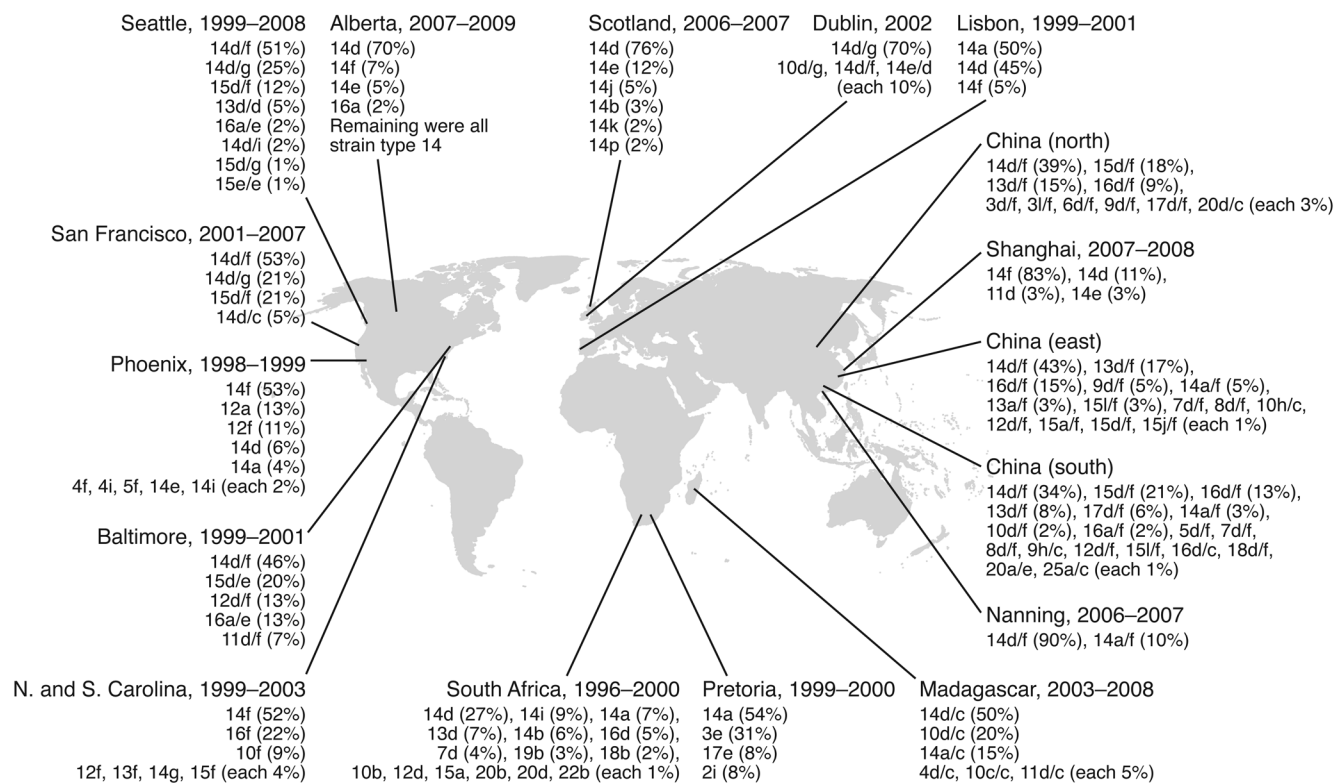 Seattle, 1999–2008
14d/f (51%)
14d/g (25%)
15d/f (12%)
13d/d (5%)
16a/e (2%)
14d/i (2%)
15d/g (1%)
15e/e (1%)
Alberta, 2007–2009
14d (70%)
14f (7%)
14e (5%)
16a (2%)
Remaining were all
strain type 14
Scotland, 2006–2007
14d (76%)
14e (12%)
14j (5%)
14b (3%)
14k (2%)
14p (2%)
Dublin, 2002
14d/g (70%)
10d/g, 14d/f, 14e/d
(each 10%)
Lisbon, 1999–2001
14a (50%)
14d (45%)
14f (5%)
China (north)
14d/f (39%), 15d/f (18%),
13d/f (15%), 16d/f (9%),
3d/f, 3l/f, 6d/f, 9d/f, 17d/f, 20d/c (each 3%)
San Francisco, 2001–2007
14d/f (53%)
14d/g (21%)
15d/f (21%)
14d/c (5%)
Shanghai, 2007–2008
14f (83%), 14d (11%),
11d (3%), 14e (3%)
Phoenix, 1998–1999
14f (53%)
12a (13%)
12f (11%)
14d (6%)
14a (4%)
4f, 4i, 5f, 14e, 14i (each 2%)
China (east)
14d/f (43%), 13d/f (17%),
16d/f (15%), 9d/f (5%), 14a/f (5%),
13a/f (3%), 15l/f (3%), 7d/f, 8d/f, 10h/c,
12d/f, 15a/f, 15d/f, 15j/f (each 1%)
China (south)
14d/f (34%), 15d/f (21%), 16d/f (13%),
13d/f (8%), 17d/f (6%), 14a/f (3%),
10d/f (2%), 16a/f (2%), 5d/f, 7d/f,
8d/f, 9h/c, 12d/f, 15l/f, 16d/c, 18d/f,
20a/e, 25a/c (each 1%)
Baltimore, 1999–2001
14d/f (46%)
15d/e (20%)
12d/f (13%)
16a/e (13%)
11d/f (7%)
Nanning, 2006–2007
14d/f (90%), 14a/f (10%)
N. and S. Carolina, 1999–2003
14f (52%)
16f (22%)
10f (9%)
12f, 13f, 14g, 15f (each 4%)
South Africa, 1996–2000
14d (27%), 14i (9%), 14a (7%),
13d (7%), 14b (6%), 16d (5%),
7d (4%), 19b (3%), 18b (2%),
10b, 12d, 15a, 20b, 20d, 22b (each 1%)
Pretoria, 1999–2000
14a (54%)
3e (31%)
17e (8%)
2i (8%)
Madagascar, 2003–2008
14d/c (50%)
10d/c (20%)
14a/c (15%)
4d/c, 10c/c, 11d/c (each 5%)